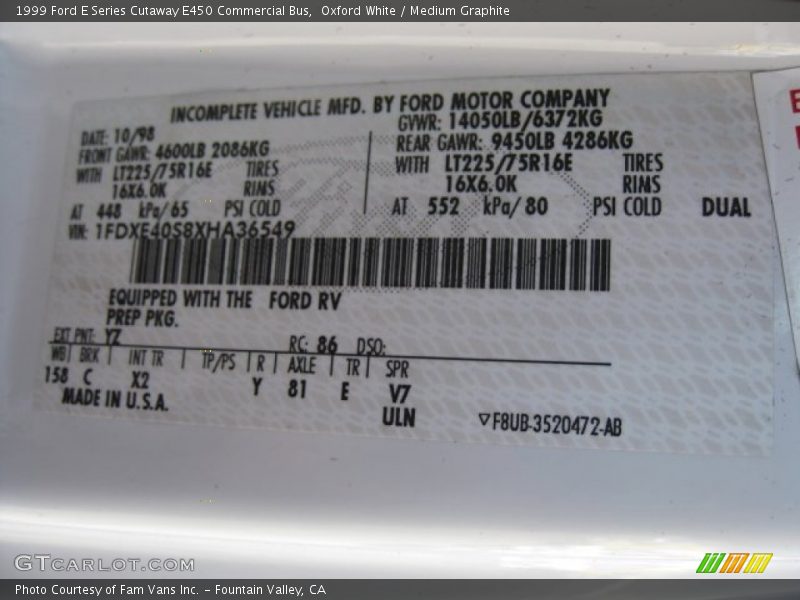 1999 Ford E Series Cutaway E450 Commercial Bus,  Oxford White / Medium Graphite
INCOMPLETE VEHICLE MFD. BY FORD MOTOR COMPANY
DATE: 10/98 GVWR: 14050LB/6372KG
FRONT GAWR: 4600LB 2086KG REAR GAWR: 9450LB 4286KG
WITH LT225/75R16E TIRES WITH LT225/75R16E TIRES
16X6.0K RIMS 16X6.0K RIMS
AT 448 kPa/65 PSI COLD AT 552 kPa/80 PSI COLD DUAL
VIN: 1FDXE40S8XHA36549
EQUIPPED WITH THE FORD RV
PREP PKG.
EXT PNT: YZ RC: 86 DSO:
WB BRK INT TR TP/PS R AXLE TR SPR
158 C X2 Y 81 E V7
MADE IN U.S.A. ULN
F8UB-3520472-AB
GTCARLOT.COM
Photo Courtesy of Fam Vans Inc. – Fountain Valley, CA